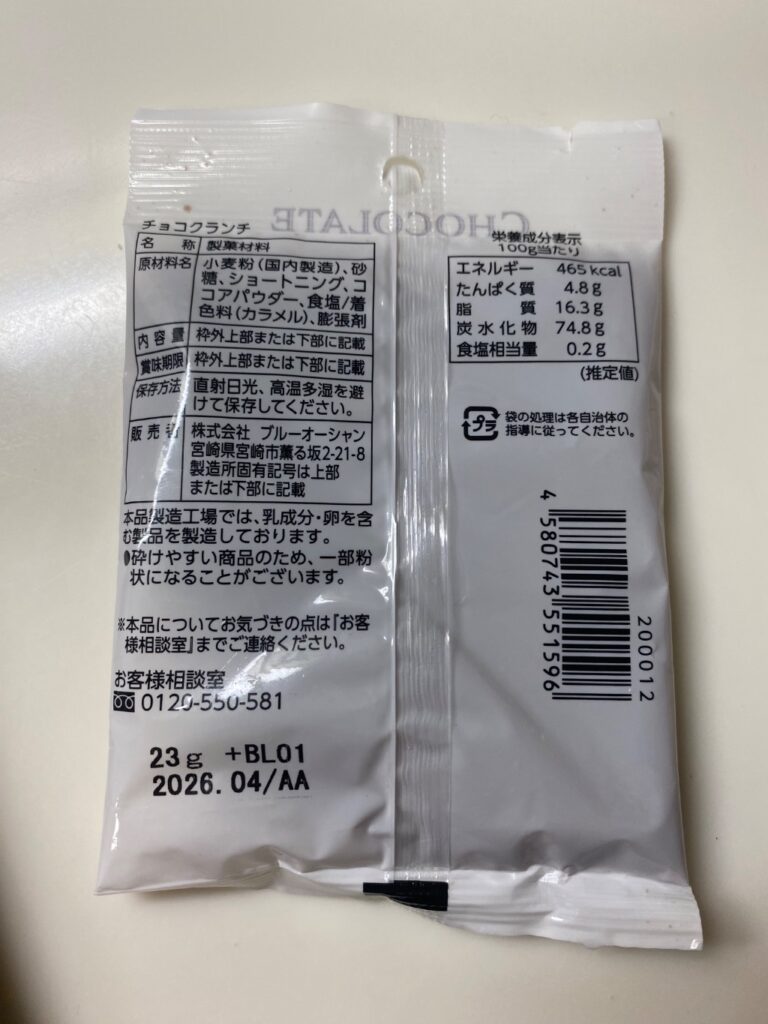 CHOCOLATE
チョコクランチ
名 称 製菓材料
原材料名 小麦粉(国内製造)、砂
糖、ショートニング、コ
コアパウダー、食塩/着
色料(カラメル)、膨張剤
内容量 枠外上部または下部に記載
賞味期限 枠外上部または下部に記載
保存方法 直射日光、高温多湿を避
けて保存してください。
販売者 株式会社 ブルーオーシャン
宮崎県宮崎市薫る坂2-21-8
製造所固有記号は上部
または下部に記載
本品製造工場では、乳成分・卵を含
む製品を製造しております。
●砕けやすい商品のため、一部粉
状になることがございます。
※本品についてお気づきの点は『お客
様相談室』までご連絡ください。
お客様相談室
0120-550-581
23g +BL01
2026.04/AA
栄養成分表示
100g当たり
エネルギー 465kcal
たんぱく質 4.8g
脂質 16.3g
炭水化物 74.8g
食塩相当量 0.2g
(推定値)
プラ
袋の処理は各自治体の
指導に従ってください。
4 580743 551596
200012